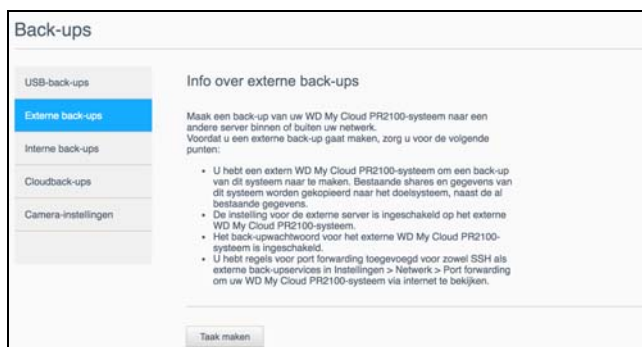 Back-ups
USB-back-ups
Externe back-ups
Interne back-ups
Cloudback-ups
Camera-instellingen
Info over externe back-ups
Maak een back-up van uw WD My Cloud PR2100-systeem naar een
andere server binnen of buiten uw netwerk.
Voordat u een externe back-up gaat maken, zorg u voor de volgende
punten:
• U hebt een extern WD My Cloud PR2100-systeem om een back-up
van dit systeem naar te maken. Bestaande shares en gegevens van
dit systeem worden gekopieerd naar het doelsysteem, naast de al
bestaande gegevens.
• De instelling voor de externe server is ingeschakeld op het externe
WD My Cloud PR2100-systeem.
• Het back-upwachtwoord voor het externe WD My Cloud PR2100-
systeem is ingeschakeld.
• U hebt regels voor port forwarding toegevoegd voor zowel SSH als
externe back-upservices in Instellingen > Netwerk > Port forwarding
om uw WD My Cloud PR2100-systeem via internet te bekijken.
Taak maken